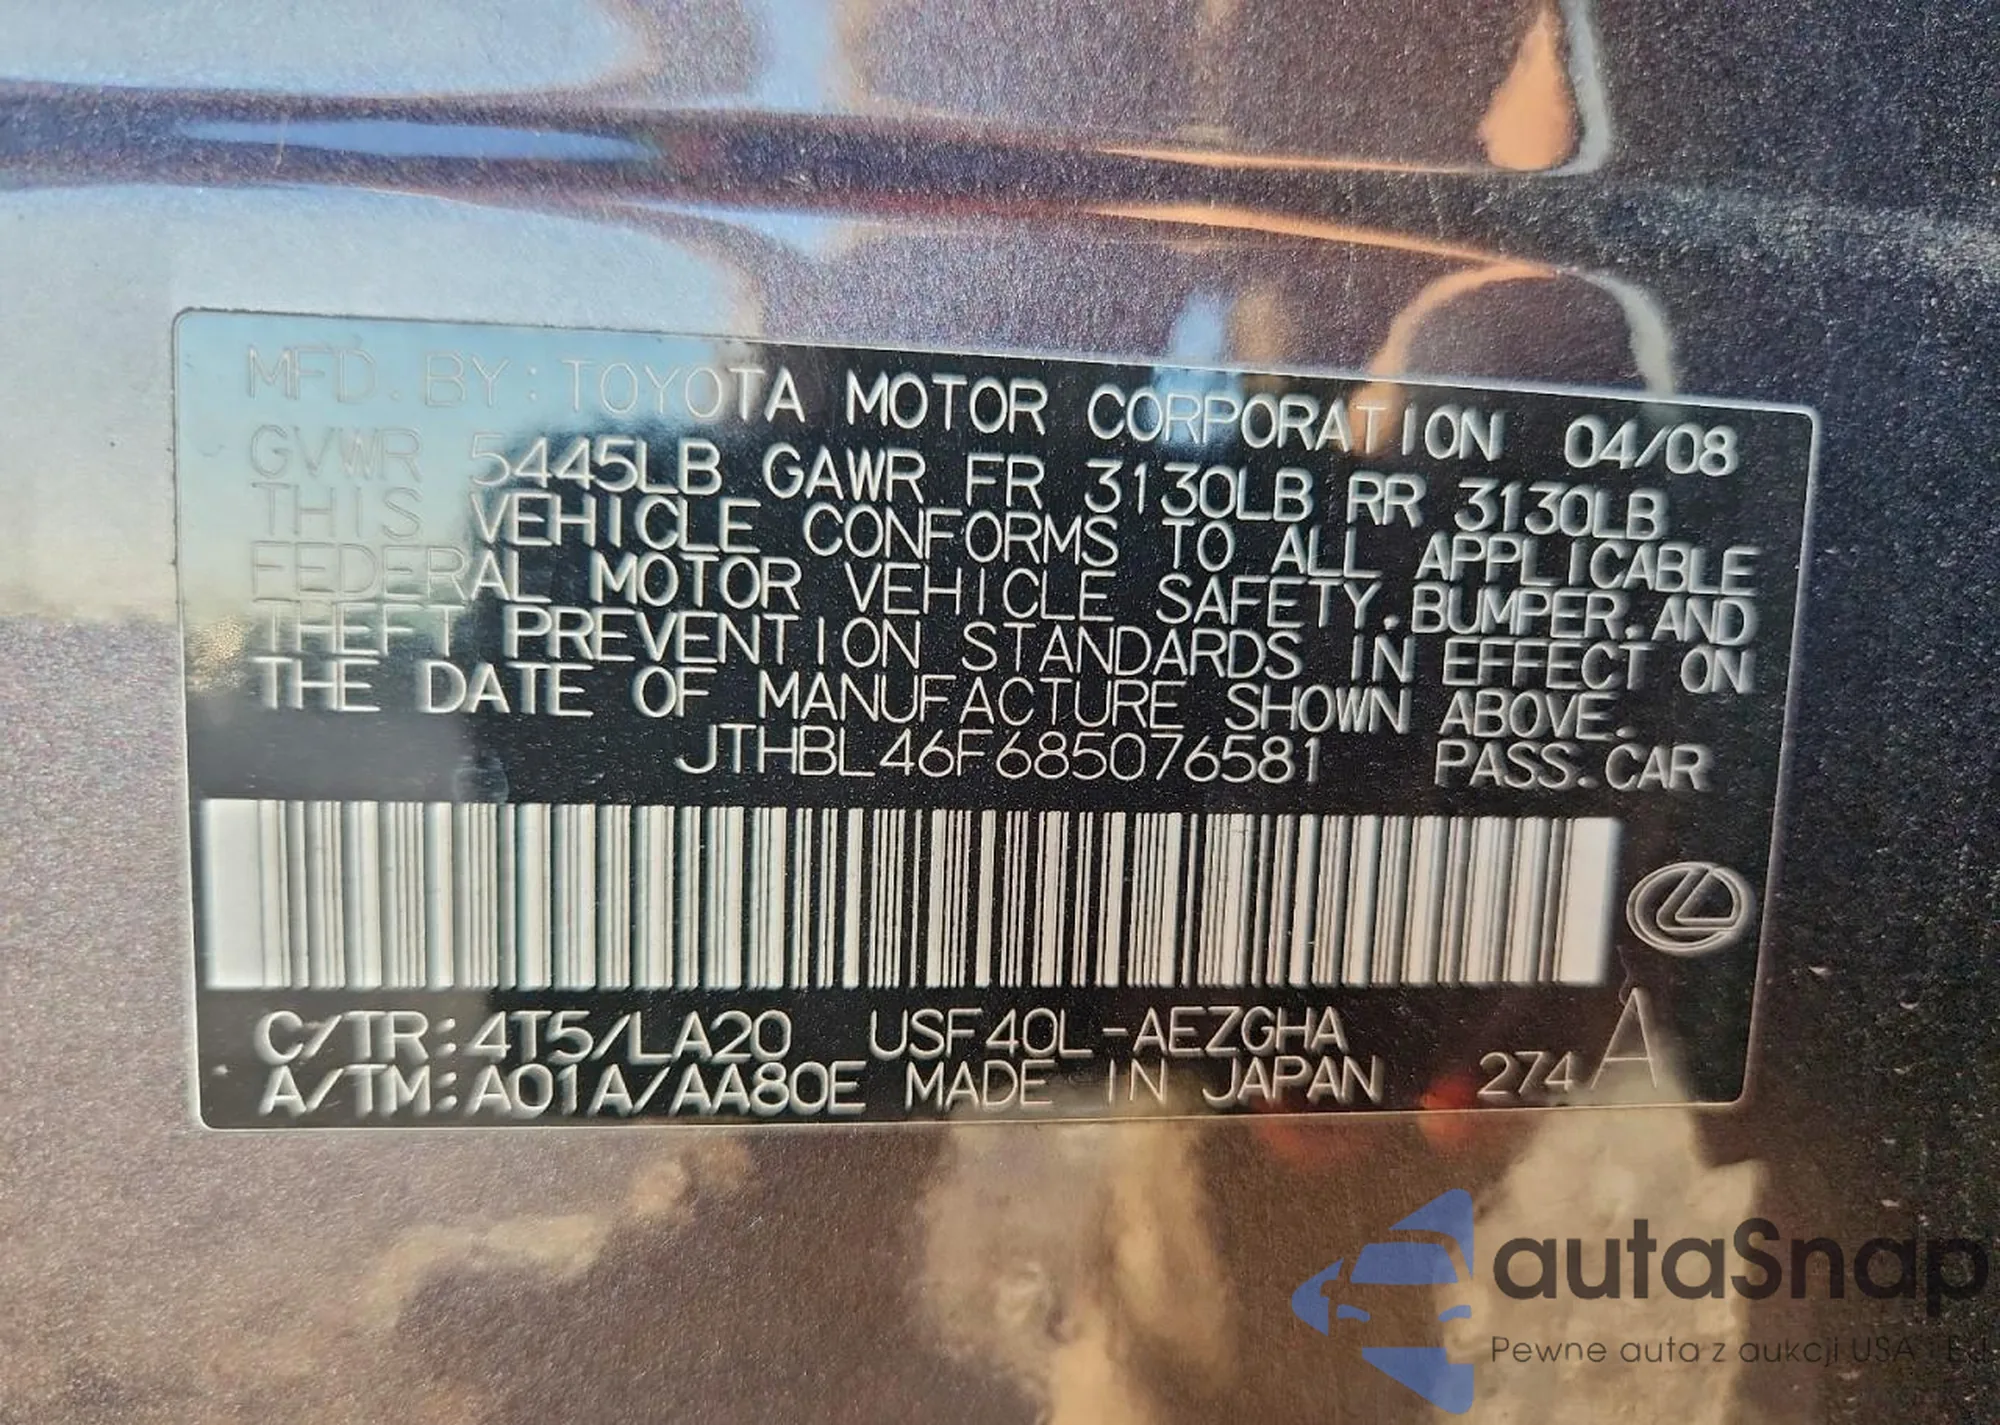 MFD. BY: TOYOTA MOTOR CORPORATION 04/08
GVWR 5445LB GAWR FR 3130LB RR 3130LB
THIS VEHICLE CONFORMS TO ALL APPLICABLE
FEDERAL MOTOR VEHICLE SAFETY, BUMPER, AND
THEFT PREVENTION STANDARDS IN EFFECT ON
THE DATE OF MANUFACTURE SHOWN ABOVE.
JTHBL46F685076581 PASS.CAR
C/TR:4T5/LA20 USF40L-AEZGHA
A/TM:A01A/AA80E MADE IN JAPAN 274 A
autaSnap
Pewne auta z aukcji USA i EU